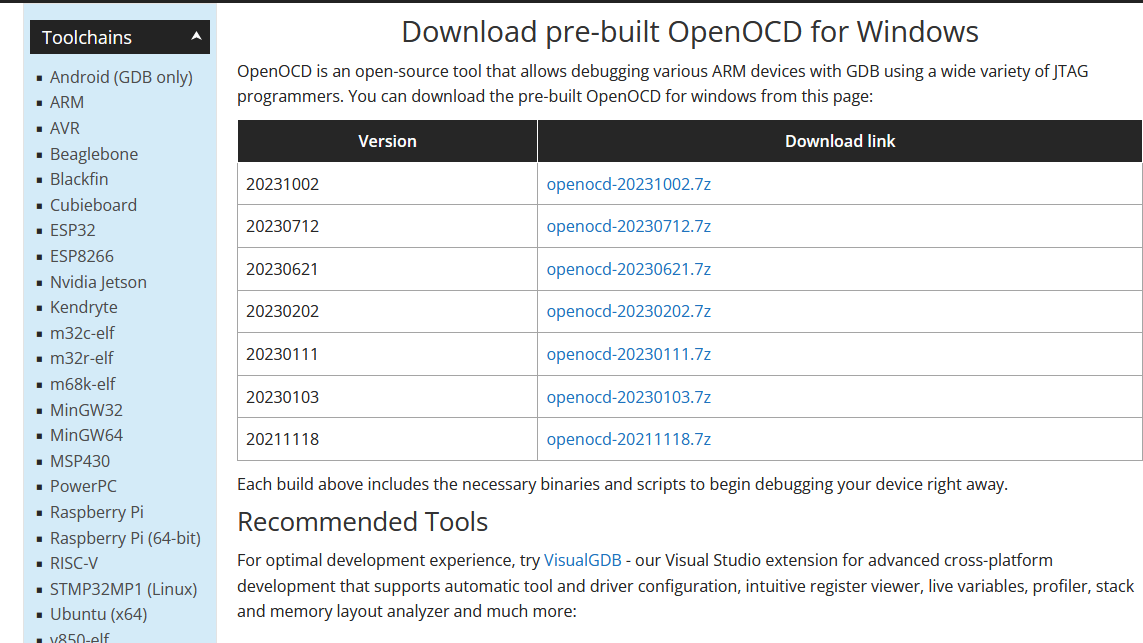 Toolchains
Android (GDB only)
ARM
AVR
Beaglebone
Blackfin
Cubieboard
ESP32
ESP8266
Nvidia Jetson
Kendryte
m32c-elf
m32r-elf
m68k-elf
MinGW32
MinGW64
MSP430
PowerPC
Raspberry Pi
Raspberry Pi (64-bit)
RISC-V
STMP32MP1 (Linux)
Ubuntu (x64)
v850-elf
Download pre-built OpenOCD for Windows
OpenOCD is an open-source tool that allows debugging various ARM devices with GDB using a wide variety of JTAG
programmers. You can download the pre-built OpenOCD for windows from this page:
Version Download link
20231002 openocd-20231002.7z
20230712 openocd-20230712.7z
20230621 openocd-20230621.7z
20230202 openocd-20230202.7z
20230111 openocd-20230111.7z
20230103 openocd-20230103.7z
20211118 openocd-20211118.7z
Each build above includes the necessary binaries and scripts to begin debugging your device right away.
Recommended Tools
For optimal development experience, try VisualGDB - our Visual Studio extension for advanced cross-platform
development that supports automatic tool and driver configuration, intuitive register viewer, live variables, profiler, stack
and memory layout analyzer and much more: